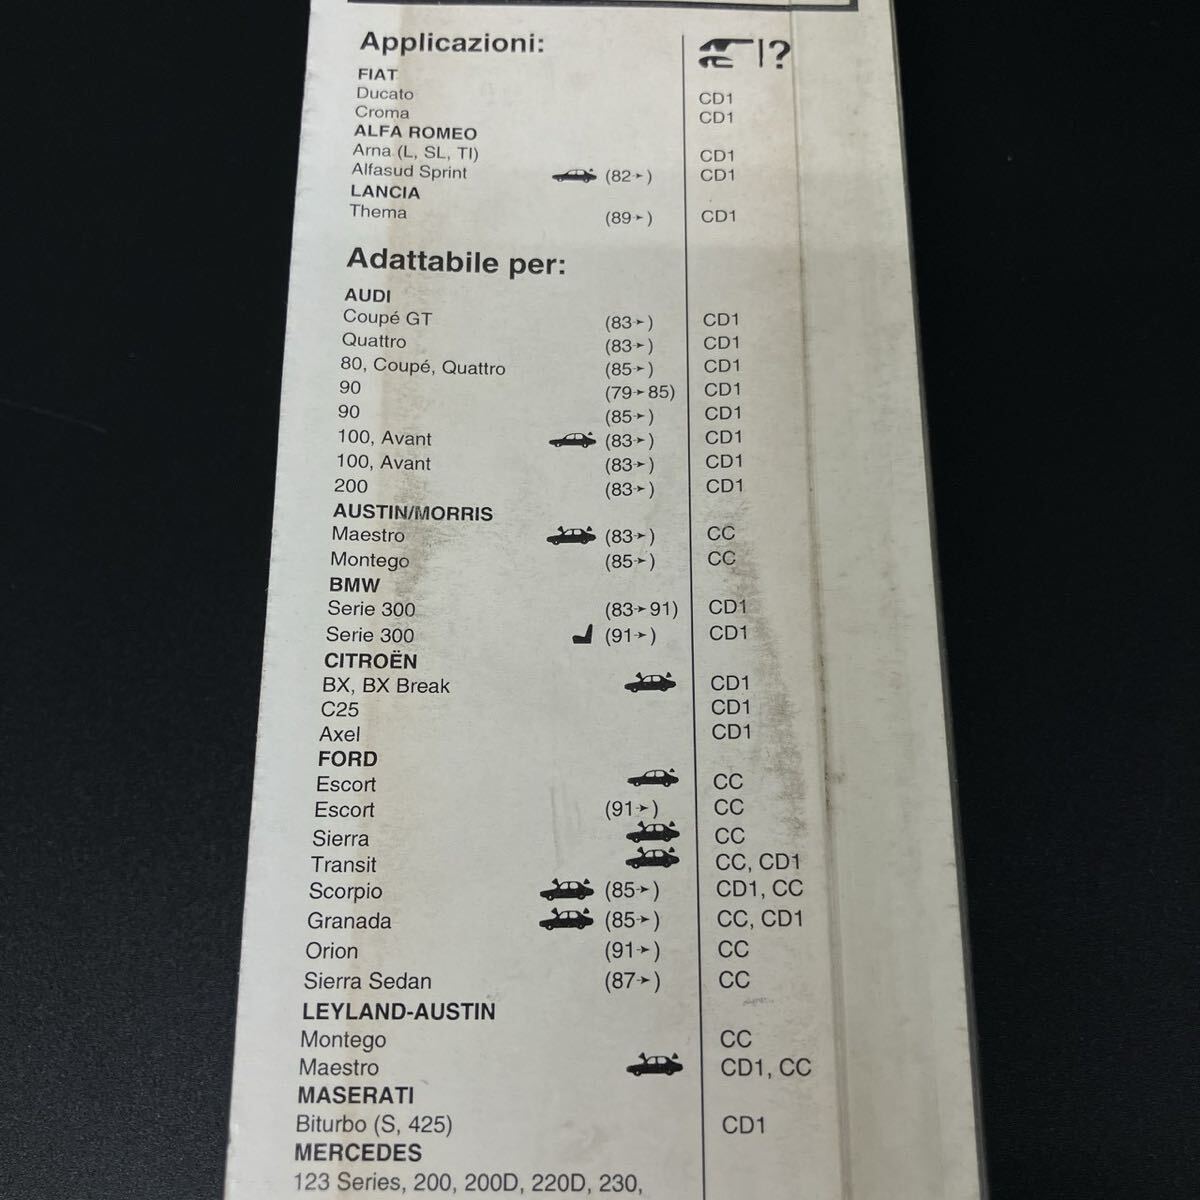 Applicazioni: ?
FIAT
Ducato CD1
Croma CD1
ALFA ROMEO
Arna (L, SL, TI) CD1
Alfasud Sprint (82➛) CD1
LANCIA
Thema (89➛) CD1
Adattabile per:
AUDI
Coupé GT (83➛) CD1
Quattro (83➛) CD1
80, Coupé, Quattro (85➛) CD1
90 (79➛85) CD1
90 (85➛) CD1
100, Avant (83➛) CD1
100, Avant (83➛) CD1
200 (83➛) CD1
AUSTIN/MORRIS
Maestro (83➛) CC
Montego (85➛) CC
BMW
Serie 300 (83➛91) CD1
Serie 300 (91➛) CD1
CITROËN
BX, BX Break CD1
C25 CD1
Axel CD1
FORD
Escort CC
Escort (91➛) CC
Sierra CC
Transit CC, CD1
Scorpio (85➛) CD1, CC
Granada (85➛) CC, CD1
Orion (91➛) CC
Sierra Sedan (87➛) CC
LEYLAND-AUSTIN
Montego CC
Maestro CD1, CC
MASERATI
Biturbo (S, 425) CD1
MERCEDES
123 Series, 200, 200D, 220D, 230,